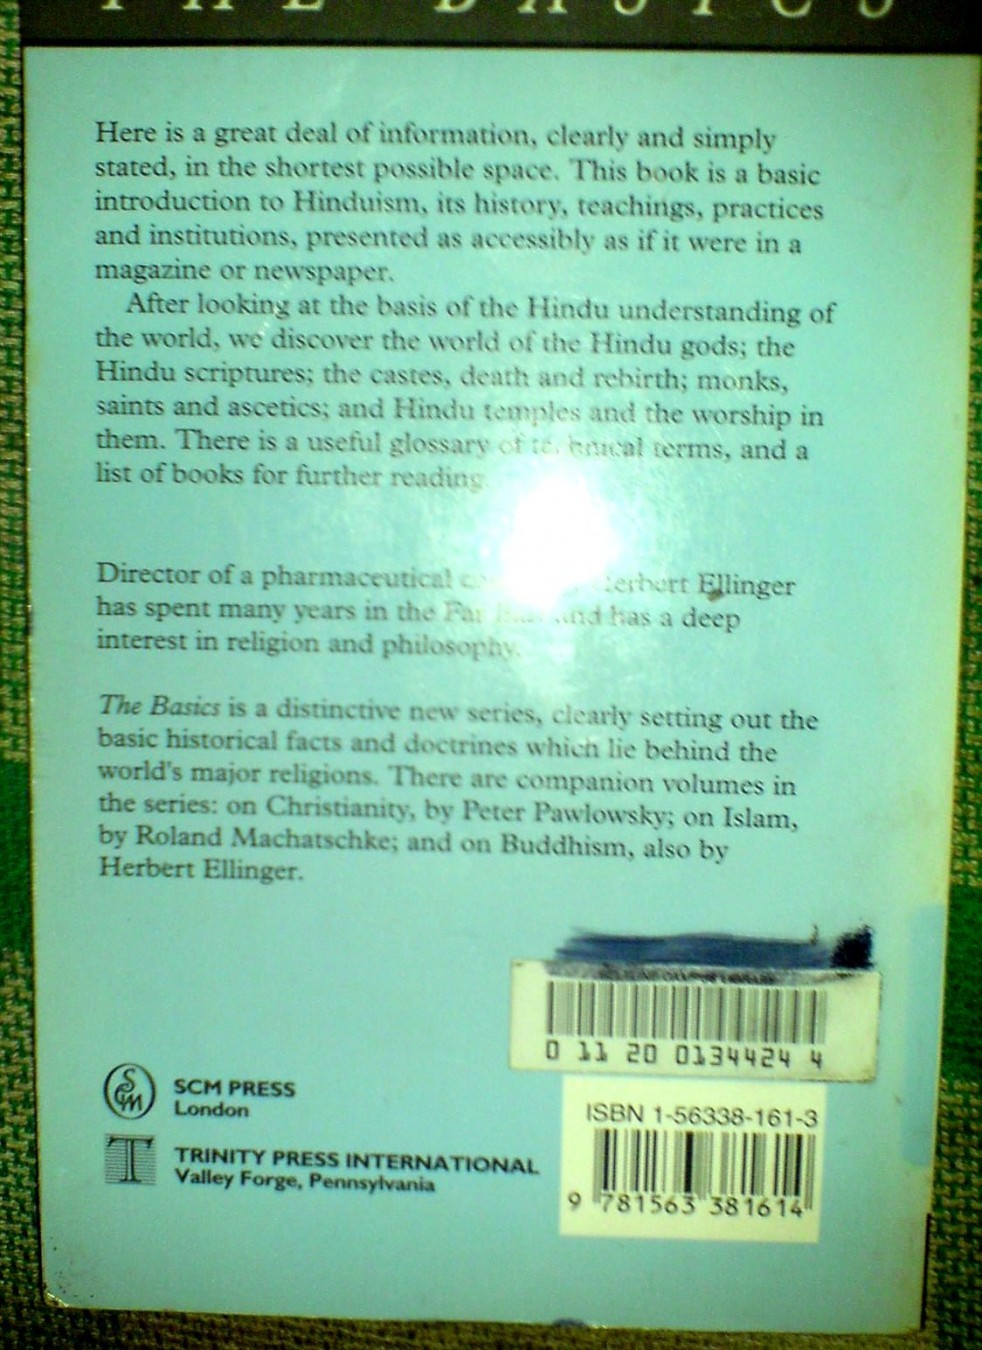 THE BASICS
Here is a great deal of information, clearly and simply
stated, in the shortest possible space. This book is a basic
introduction to Hinduism, its history, teachings, practices
and institutions, presented as accessibly as if it were in a
magazine or newspaper.
After looking at the basis of the Hindu understanding of
the world, we discover the world of the Hindu gods; the
Hindu scriptures; the castes, death and rebirth; monks,
saints and ascetics; and Hindu temples and the worship in
them. There is a useful glossary of technical terms, and a
list of books for further reading.
Director of a pharmaceutical Herbert Ellinger
has spent many years in the Far East and has a deep
interest in religion and philosophy.
The Basics is a distinctive new series, clearly setting out the
basic historical facts and doctrines which lie behind the
world's major religions. There are companion volumes in
the series: on Christianity, by Peter Pawlowsky; on Islam,
by Roland Machatschke; and on Buddhism, also by
Herbert Ellinger.
0 11 20 0134424 4
SCM
SCM PRESS
London
T
TRINITY PRESS INTERNATIONAL
Valley Forge, Pennsylvania
ISBN 1-56338-161-3
9 781563 381614